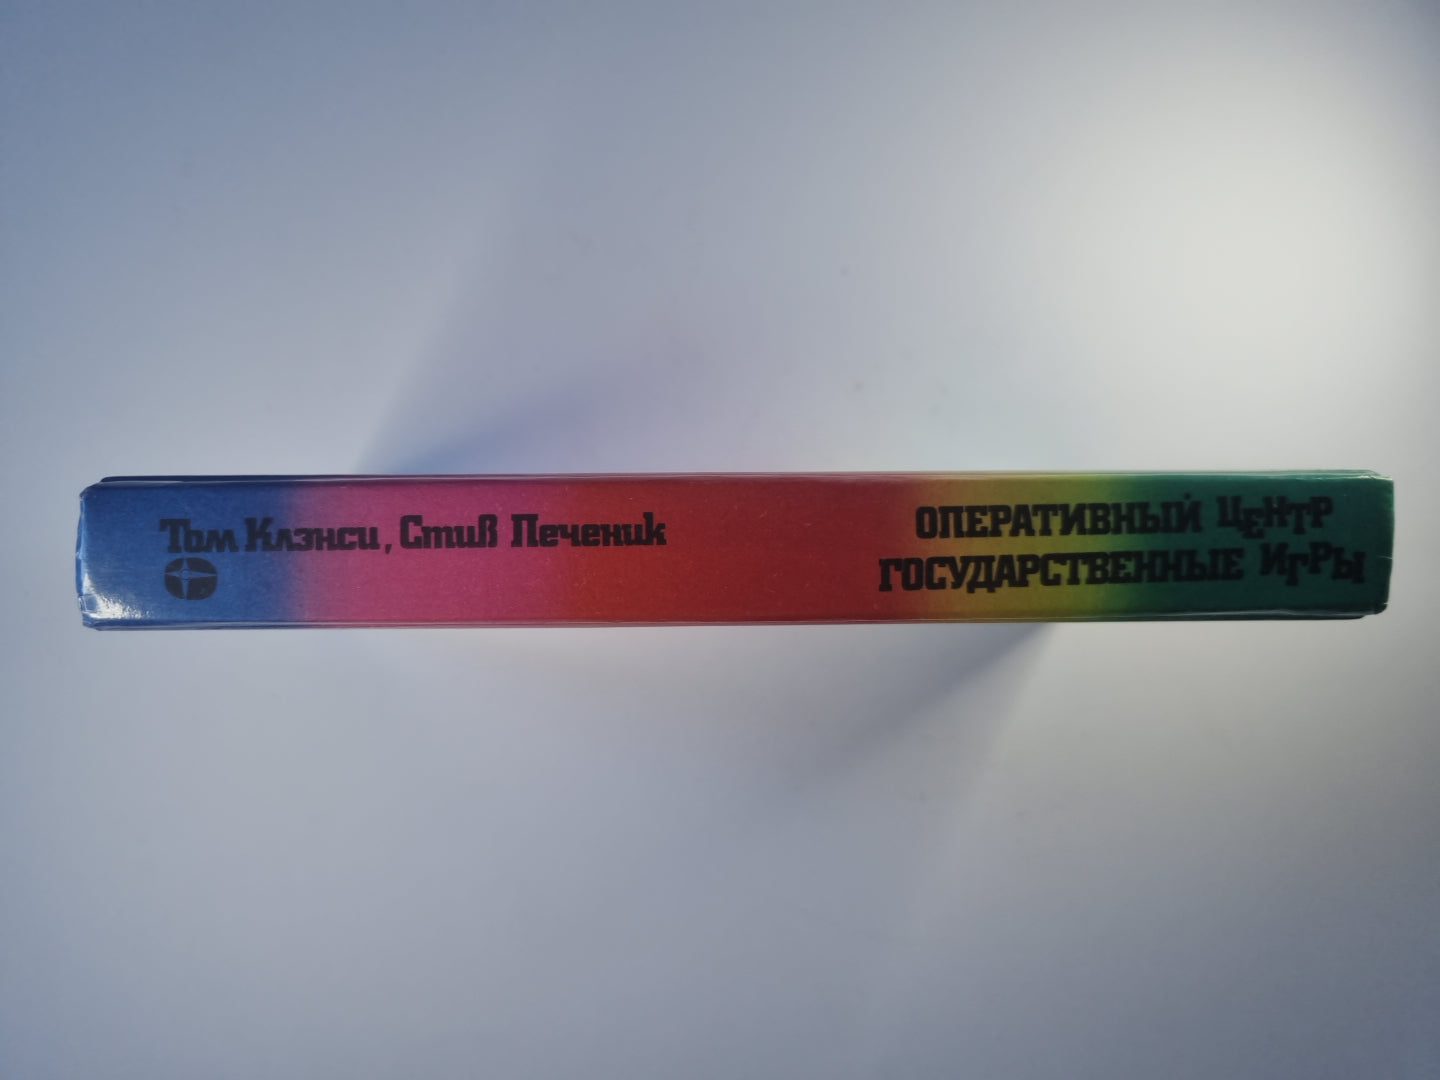 Том Клэнси, Стив Печеник
ОПЕРАТИВНЫЙ ЦЕНТР
ГОСУДАРСТВЕННЫЕ ИГРЫ